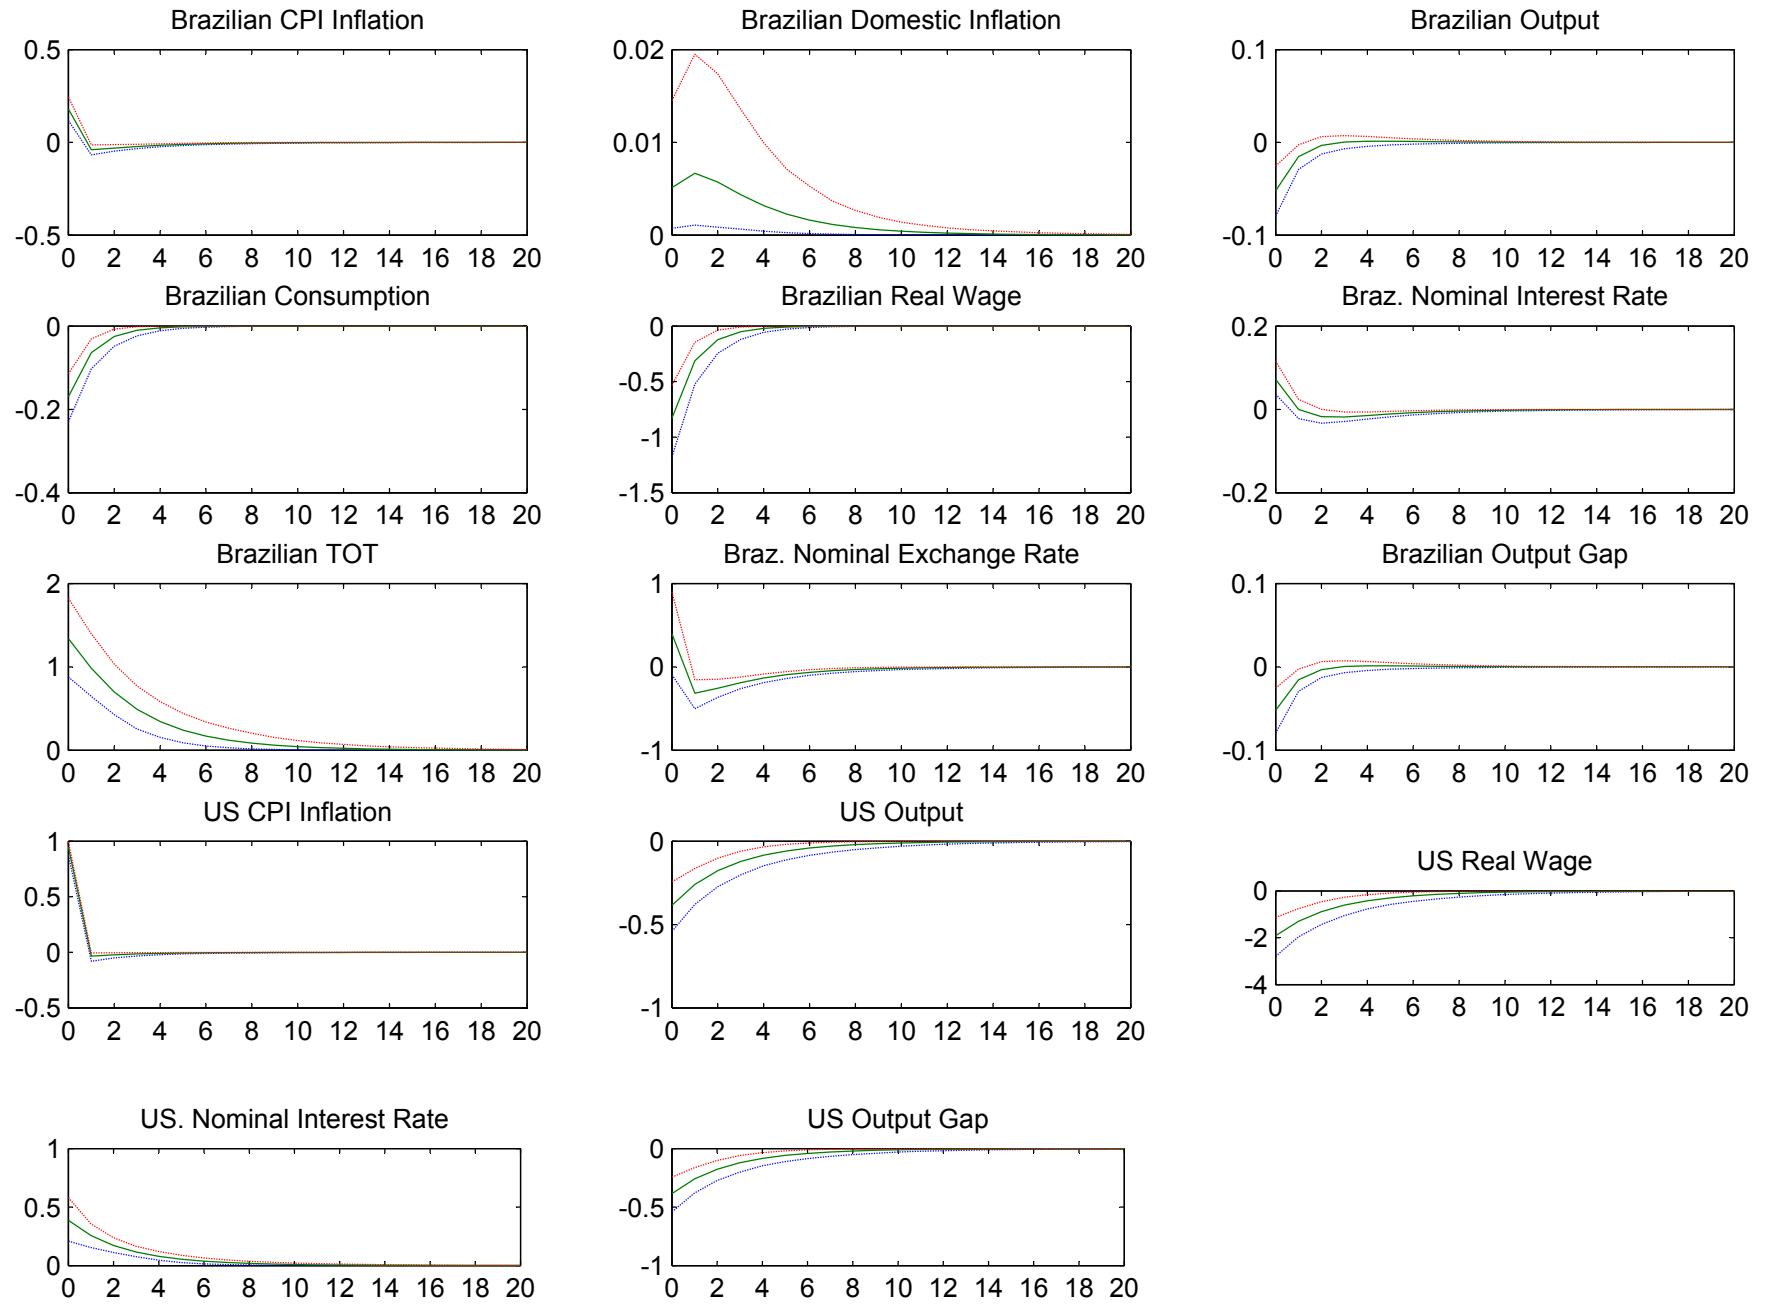 Brazilian CPI Inflation
Brazilian Domestic Inflation
Brazilian Output
0.5
0
-0.5
0 2 4 6 8 10 12 14 16 18 20
0.02
0.01
0
0 2 4 6 8 10 12 14 16 18 20
0.1
0
-0.1
0 2 4 6 8 10 12 14 16 18 20
Brazilian Consumption
Brazilian Real Wage
Braz. Nominal Interest Rate
0
-0.2
-0.4
0 2 4 6 8 10 12 14 16 18 20
0
-0.5
-1
-1.5
0 2 4 6 8 10 12 14 16 18 20
0.2
0
-0.2
0 2 4 6 8 10 12 14 16 18 20
Brazilian TOT
Braz. Nominal Exchange Rate
Brazilian Output Gap
2
1
0
0 2 4 6 8 10 12 14 16 18 20
1
0
-1
0 2 4 6 8 10 12 14 16 18 20
0.1
0
-0.1
0 2 4 6 8 10 12 14 16 18 20
US CPI Inflation
US Output
US Real Wage
1
0.5
0
-0.5
0 2 4 6 8 10 12 14 16 18 20
0
-0.5
-1
0 2 4 6 8 10 12 14 16 18 20
0
-2
-4
0 2 4 6 8 10 12 14 16 18 20
US. Nominal Interest Rate
US Output Gap
1
0.5
0
0 2 4 6 8 10 12 14 16 18 20
0
-0.5
-1
0 2 4 6 8 10 12 14 16 18 20